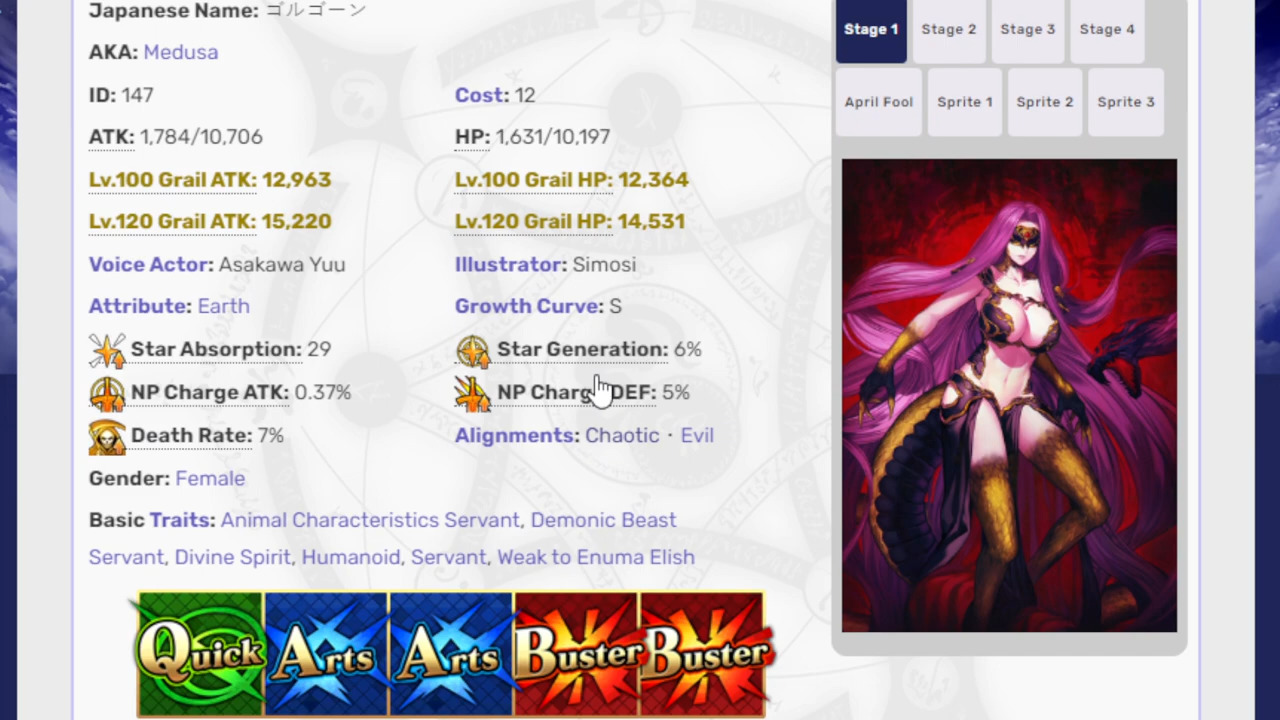 Japanese Name: ゴルゴーン
AKA: Medusa
ID: 147
Cost: 12
ATK: 1,784/10,706
HP: 1,631/10,197
Lv.100 Grail ATK: 12,963
Lv.100 Grail HP: 12,364
Lv.120 Grail ATK: 15,220
Lv.120 Grail HP: 14,531
Voice Actor: Asakawa Yuu
Illustrator: Simosi
Attribute: Earth
Growth Curve: S
Star Absorption: 29
Star Generation: 6%
NP Charge ATK: 0.37%
NP Charge DEF: 5%
Death Rate: 7%
Alignments: Chaotic · Evil
Gender: Female
Basic Traits: Animal Characteristics Servant, Demonic Beast
Servant, Divine Spirit, Humanoid, Servant, Weak to Enuma Elish
Quick Arts Arts Buster Buster
Stage 1 Stage 2 Stage 3 Stage 4
April Fool Sprite 1 Sprite 2 Sprite 3